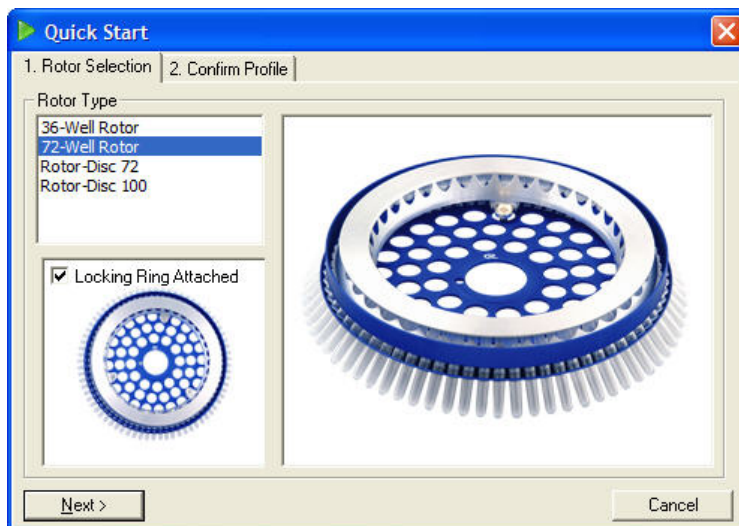 Quick Start
1. Rotor Selection
2. Confirm Profile
Rotor Type
36-Well Rotor
72-Well Rotor
Rotor-Disc 72
Rotor-Disc 100
Locking Ring Attached
Next >
Cancel